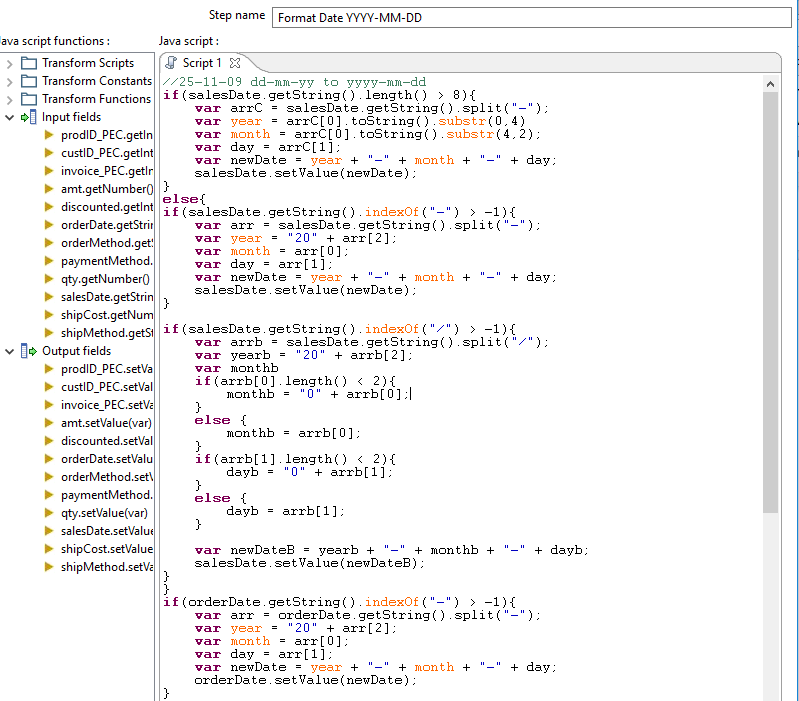 Step name Format Date YYYY-MM-DD
Java script functions :
Transform Scripts
Transform Constants
Transform Functions
Input fields
prodID_PEC.getIn
custID_PEC.getInt
invoice_PEC.getIn
amt.getNumber()
discounted.getInt
orderDate.getStrin
orderMethod.getS
paymentMethod.
qty.getNumber()
salesDate.getStrin
shipCost.getNum
shipMethod.getSt
Output fields
prodID_PEC.setVa
custID_PEC.setVal
invoice_PEC.setVa
amt.setValue(var)
discounted.setVal
orderDate.setValu
orderMethod.setV
paymentMethod.
qty.setValue(var)
salesDate.setValue
shipCost.setValue
shipMethod.setVa
Java script :
Script 1
//25-11-09 dd-mm-yy to yyyy-mm-dd
if(salesDate.getString().length() > 8){
var arrC = salesDate.getString().split("-");
var year = arrC[0].toString().substr(0,4)
var month = arrC[0].toString().substr(4,2);
var day = arrC[1];
var newDate = year + "-" + month + "-" + day;
salesDate.setValue(newDate);
}
else{
if(salesDate.getString().indexOf("-") > -1){
var arr = salesDate.getString().split("-");
var year = "20" + arr[2];
var month = arr[0];
var day = arr[1];
var newDate = year + "-" + month + "-" + day;
salesDate.setValue(newDate);
}
if(salesDate.getString().indexOf("/") > -1){
var arrb = salesDate.getString().split("/");
var yearb = "20" + arrb[2];
var monthb
if(arrb[0].length() < 2){
monthb = "0" + arrb[0];
}
else {
monthb = arrb[0];
}
if(arrb[1].length() < 2){
dayb = "0" + arrb[1];
}
else {
dayb = arrb[1];
}
var newDateB = yearb + "-" + monthb + "-" + dayb;
salesDate.setValue(newDateB);
}
}
if(orderDate.getString().indexOf("-") > -1){
var arr = orderDate.getString().split("-");
var year = "20" + arr[2];
var month = arr[0];
var day = arr[1];
var newDate = year + "-" + month + "-" + day;
orderDate.setValue(newDate);
}